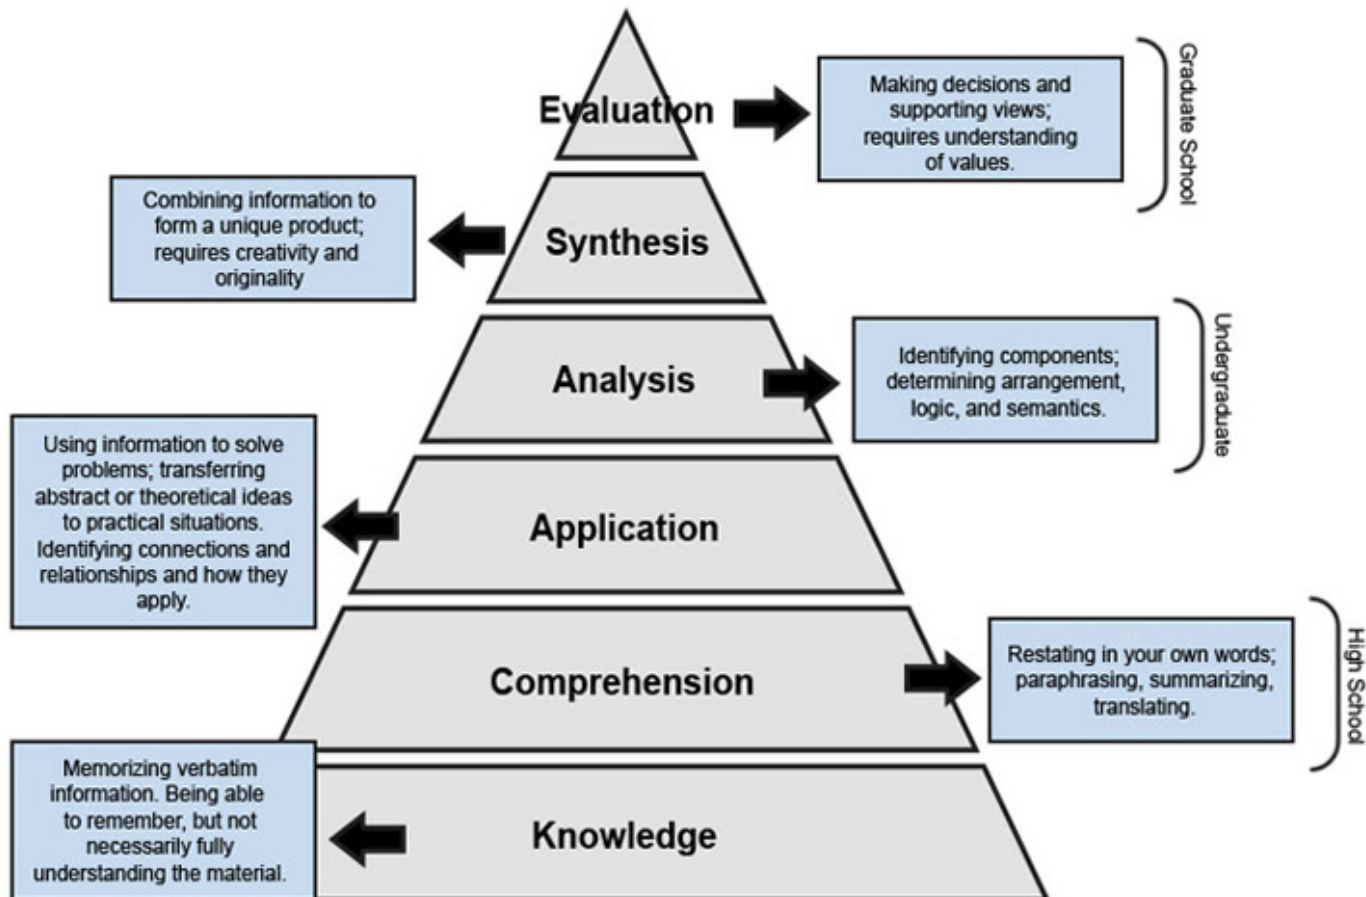 Evaluation
Making decisions and
supporting views;
requires understanding
of values.
Graduate School
Combining information to
form a unique product;
requires creativity and
originality
Synthesis
Analysis
Identifying components;
determining arrangement,
logic, and semantics.
Undergraduate
Using information to solve
problems; transferring
abstract or theoretical ideas
to practical situations.
Identifying connections and
relationships and how they
apply.
Application
Comprehension
Restating in your own words;
paraphrasing, summarizing,
translating.
High School
Memorizing verbatim
information. Being able
to remember, but not
necessarily fully
understanding the material.
Knowledge